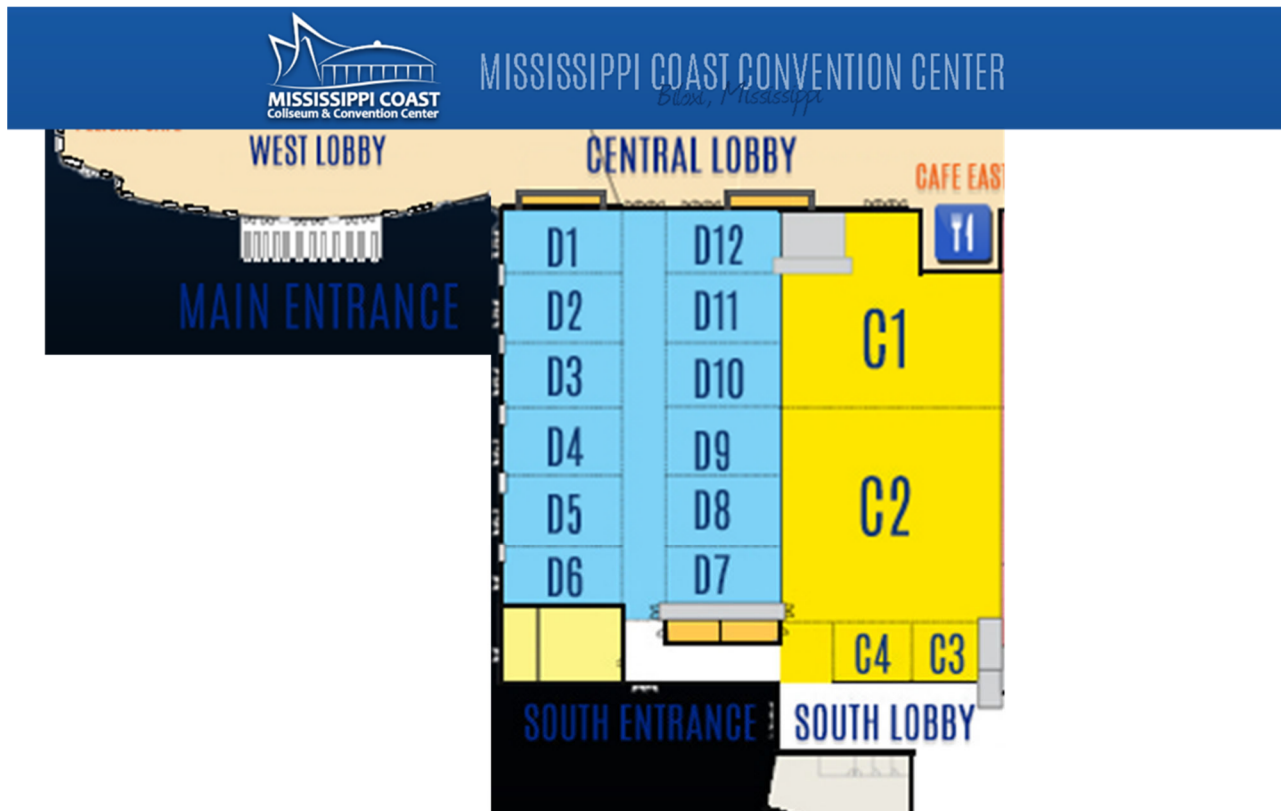 MISSISSIPPI COAST
Coliseum & Convention Center
MISSISSIPPI COAST CONVENTION CENTER
Biloxi, Mississippi
WEST LOBBY
CENTRAL LOBBY
CAFE EAST
MAIN ENTRANCE
D1
D12
D2
D11
C1
D3
D10
D4
D9
C2
D5
D8
D6
D7
C4
C3
SOUTH ENTRANCE
SOUTH LOBBY